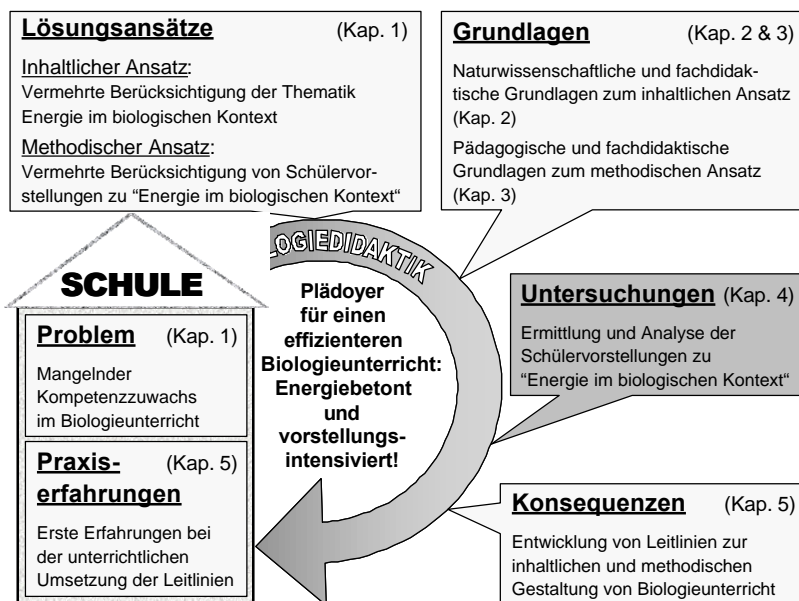 Lösungsansätze (Kap. 1)
Inhaltlicher Ansatz:
Vermehrte Berücksichtigung der Thematik
Energie im biologischen Kontext
Methodischer Ansatz:
Vermehrte Berücksichtigung von Schülervor-
stellungen zu “Energie im biologischen Kontext“
Grundlagen (Kap. 2 & 3)
Naturwissenschaftliche und fachdidak-
tische Grundlagen zum inhaltlichen Ansatz
(Kap. 2)
Pädagogische und fachdidaktische
Grundlagen zum methodischen Ansatz
(Kap. 3)
LOGIEDIDAKTIK
SCHULE
Problem (Kap. 1)
Mangelnder
Kompetenzzuwachs
im Biologieunterricht
Praxis- (Kap. 5)
erfahrungen
Erste Erfahrungen bei
der unterrichtlichen
Umsetzung der Leitlinien
Plädoyer
für einen
effizienteren
Biologieunterricht:
Energiebetont
und
vorstellungs-
intensiviert!
Untersuchungen (Kap. 4)
Ermittlung und Analyse der
Schülervorstellungen zu
“Energie im biologischen Kontext“
Konsequenzen (Kap. 5)
Entwicklung von Leitlinien zur
inhaltlichen und methodischen
Gestaltung von Biologieunterricht